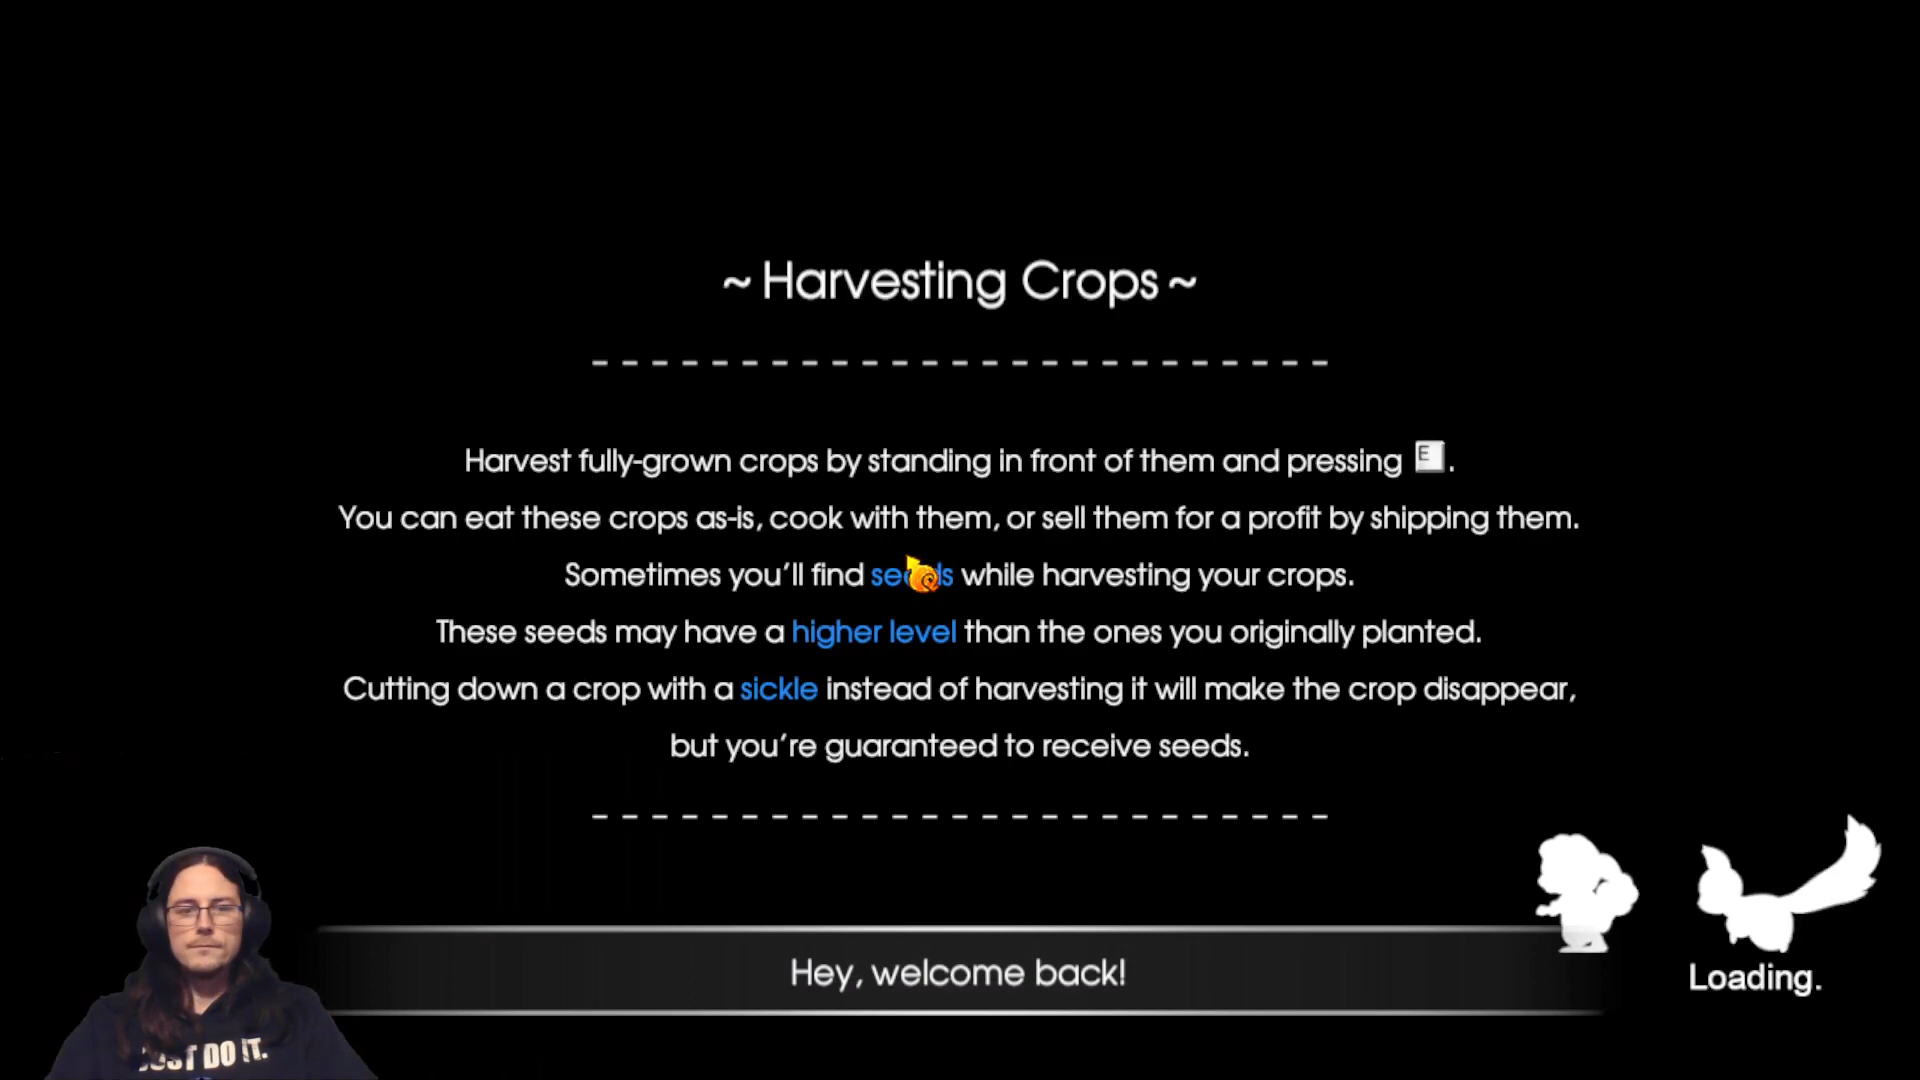 ~ Harvesting Crops ~
Harvest fully-grown crops by standing in front of them and pressing E.
You can eat these crops as-is, cook with them, or sell them for a profit by shipping them.
Sometimes you'll find seeds while harvesting your crops.
These seeds may have a higher level than the ones you originally planted.
Cutting down a crop with a sickle instead of harvesting it will make the crop disappear,
but you're guaranteed to receive seeds.
Hey, welcome back!
Loading.
JUST DO IT.